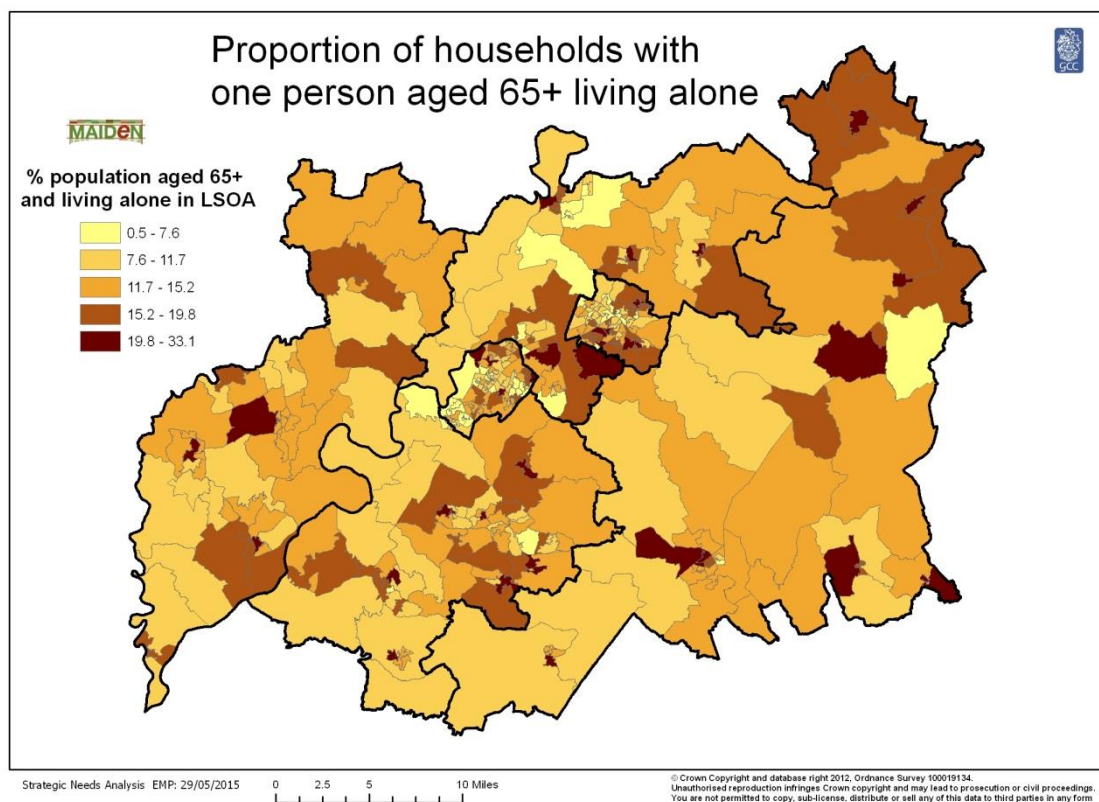 Proportion of households with
one person aged 65+ living alone
GCC
MAIDeN
% population aged 65+
and living alone in LSOA
0.5 - 7.6
7.6 - 11.7
11.7 - 15.2
15.2 - 19.8
19.8 - 33.1
Strategic Needs Analysis EMP: 29/05/2015
0 2.5 5 10 Miles
© Crown Copyright and database right 2012, Ordnance Survey 100019134.
Unauthorised reproduction infringes Crown copyright and may lead to prosecution or civil proceedings.
You are not permitted to copy, sub-license, distribute or sell any of this data to third parties in any form